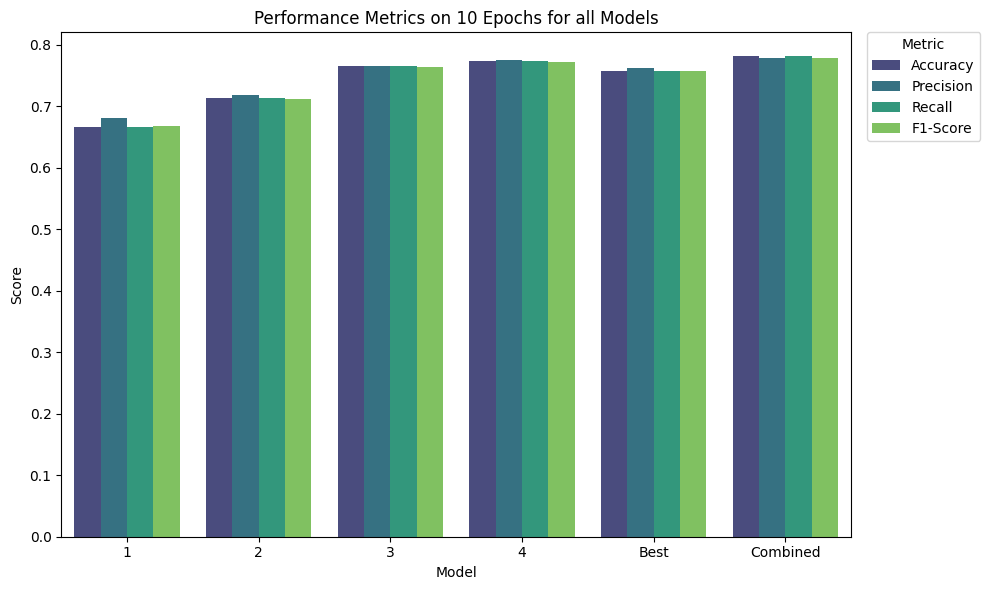 Performance Metrics on 10 Epochs for all Models
Metric
Accuracy
Precision
Recall
F1-Score
Score
0.8
0.7
0.6
0.5
0.4
0.3
0.2
0.1
0.0
1
2
3
4
Best
Combined
Model